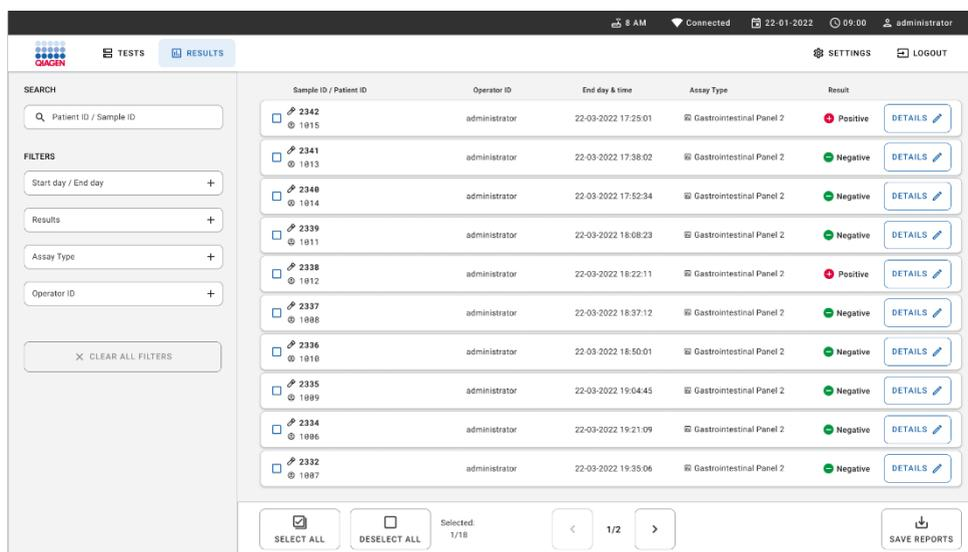 8 AM Connected 22-01-2022 09:00 administrator
QIAGEN TESTS RESULTS SETTINGS LOGOUT
SEARCH
Patient ID / Sample ID
FILTERS
Start day / End day +
Results +
Assay Type +
Operator ID +
CLEAR ALL FILTERS
Sample ID / Patient ID Operator ID End day & time Assay Type Result
2342
1015 administrator 22-03-2022 17:25:01 Gastrointestinal Panel 2 Positive DETAILS
2341
1013 administrator 22-03-2022 17:38:02 Gastrointestinal Panel 2 Negative DETAILS
2340
1014 administrator 22-03-2022 17:52:34 Gastrointestinal Panel 2 Negative DETAILS
2339
1011 administrator 22-03-2022 18:08:23 Gastrointestinal Panel 2 Negative DETAILS
2338
1012 administrator 22-03-2022 18:22:11 Gastrointestinal Panel 2 Positive DETAILS
2337
1008 administrator 22-03-2022 18:37:12 Gastrointestinal Panel 2 Negative DETAILS
2336
1010 administrator 22-03-2022 18:50:01 Gastrointestinal Panel 2 Negative DETAILS
2335
1009 administrator 22-03-2022 19:04:45 Gastrointestinal Panel 2 Negative DETAILS
2334
1006 administrator 22-03-2022 19:21:09 Gastrointestinal Panel 2 Negative DETAILS
2332
1007 administrator 22-03-2022 19:35:06 Gastrointestinal Panel 2 Negative DETAILS
SELECT ALL DESELECT ALL
Selected:
1/18
< 1/2 >
SAVE REPORTS